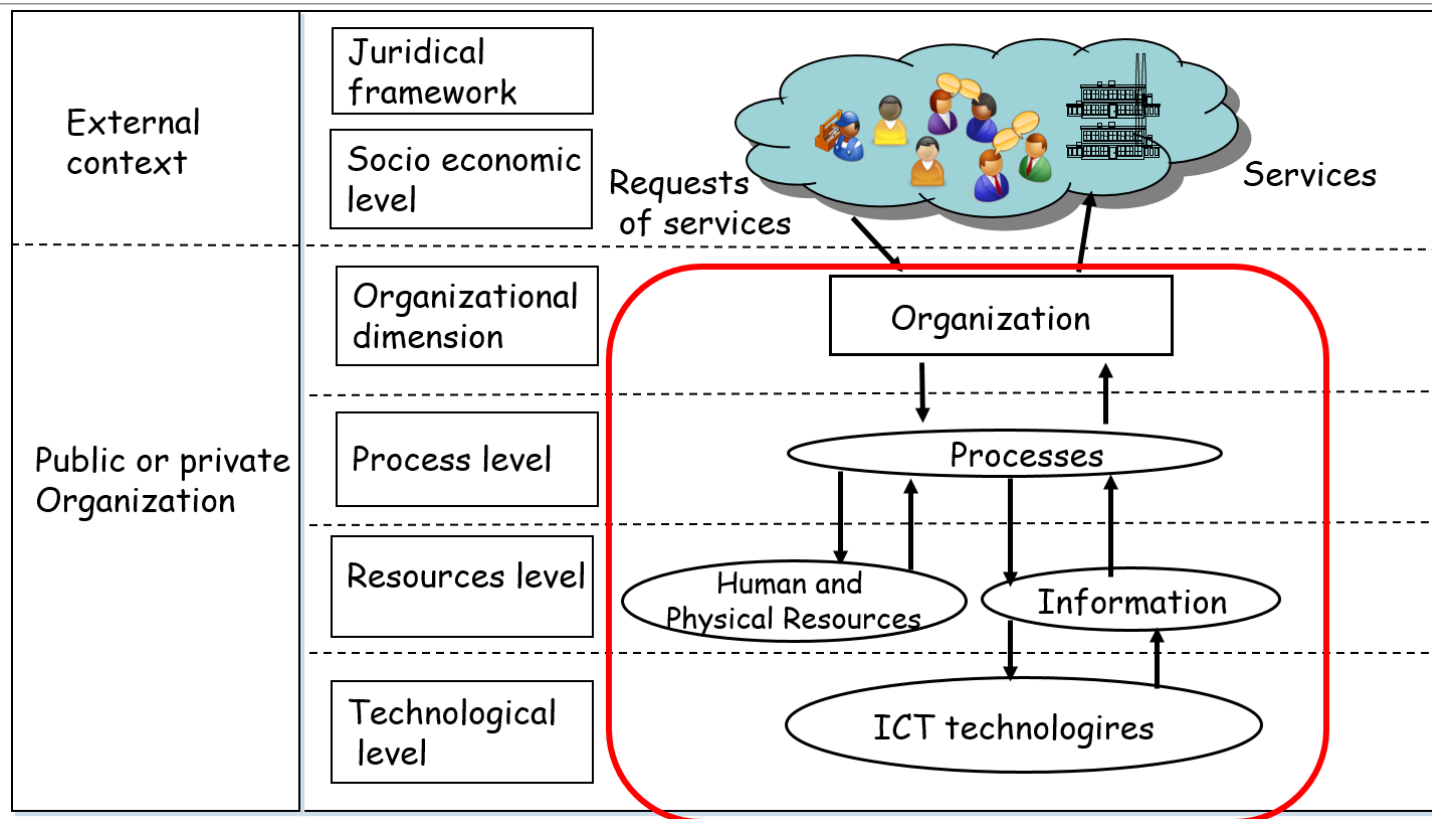 External
context
Juridical
framework
Socio economic
level
Requests
of services
Services
Public or private
Organization
Organizational
dimension
Organization
Process level
Processes
Resources level
Human and
Physical Resources
Information
Technological
level
ICT technologires